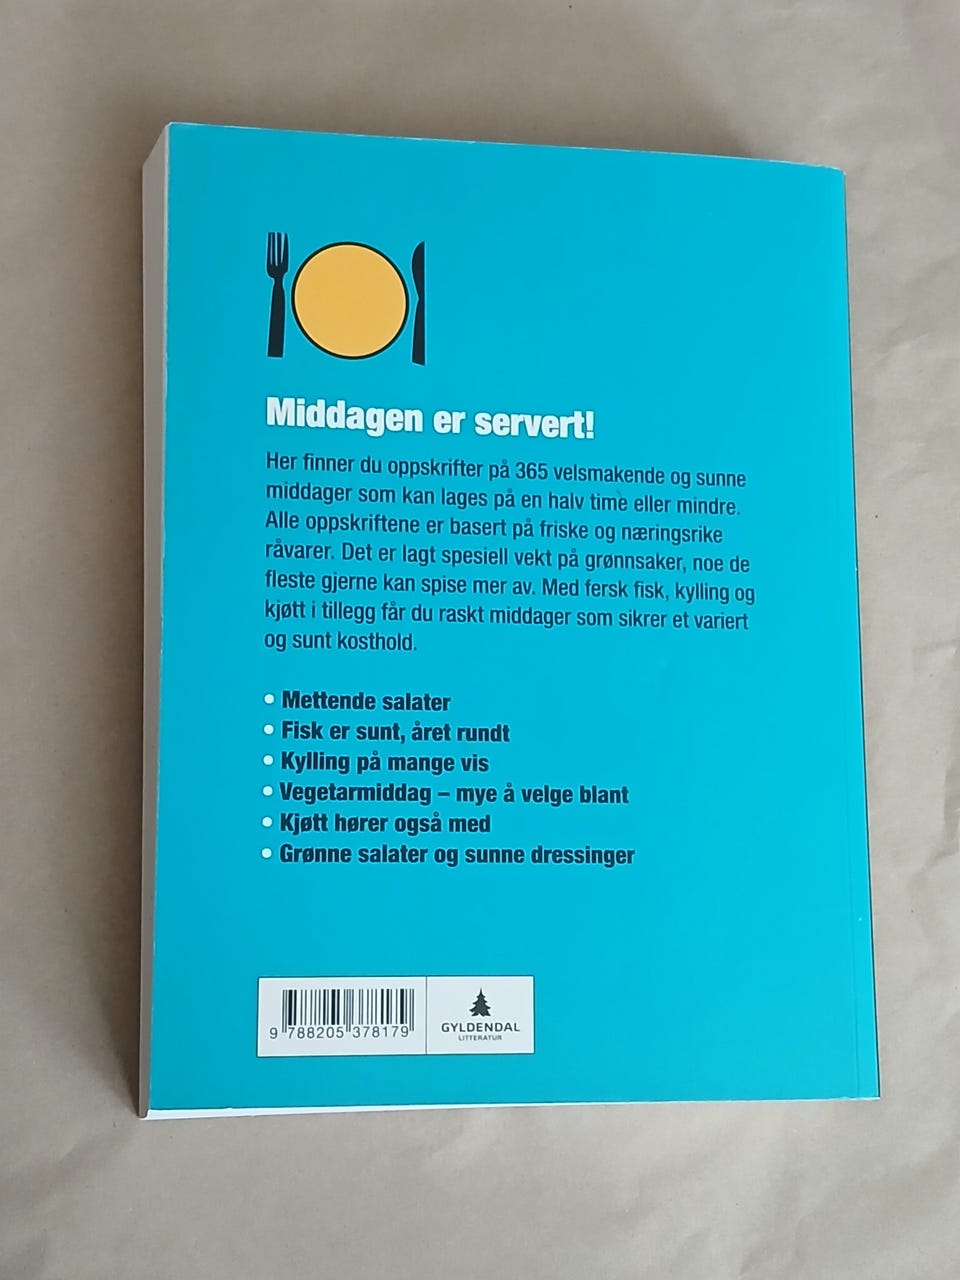 Middagen er servert!
Her finner du oppskrifter på 365 velsmakende og sunne
middager som kan lages på en halv time eller mindre.
Alle oppskriftene er basert på friske og næringsrike
råvarer. Det er lagt spesiell vekt på grønnsaker, noe de
fleste gjerne kan spise mer av. Med fersk fisk, kylling og
kjøtt i tillegg får du raskt middager som sikrer et variert
og sunt kosthold.
• Mettende salater
• Fisk er sunt, året rundt
• Kylling på mange vis
• Vegetarmiddag – mye å velge blant
• Kjøtt hører også med
• Grønne salater og sunne dressinger
9 788205 378179
GYLDENDAL
LITTERATUR